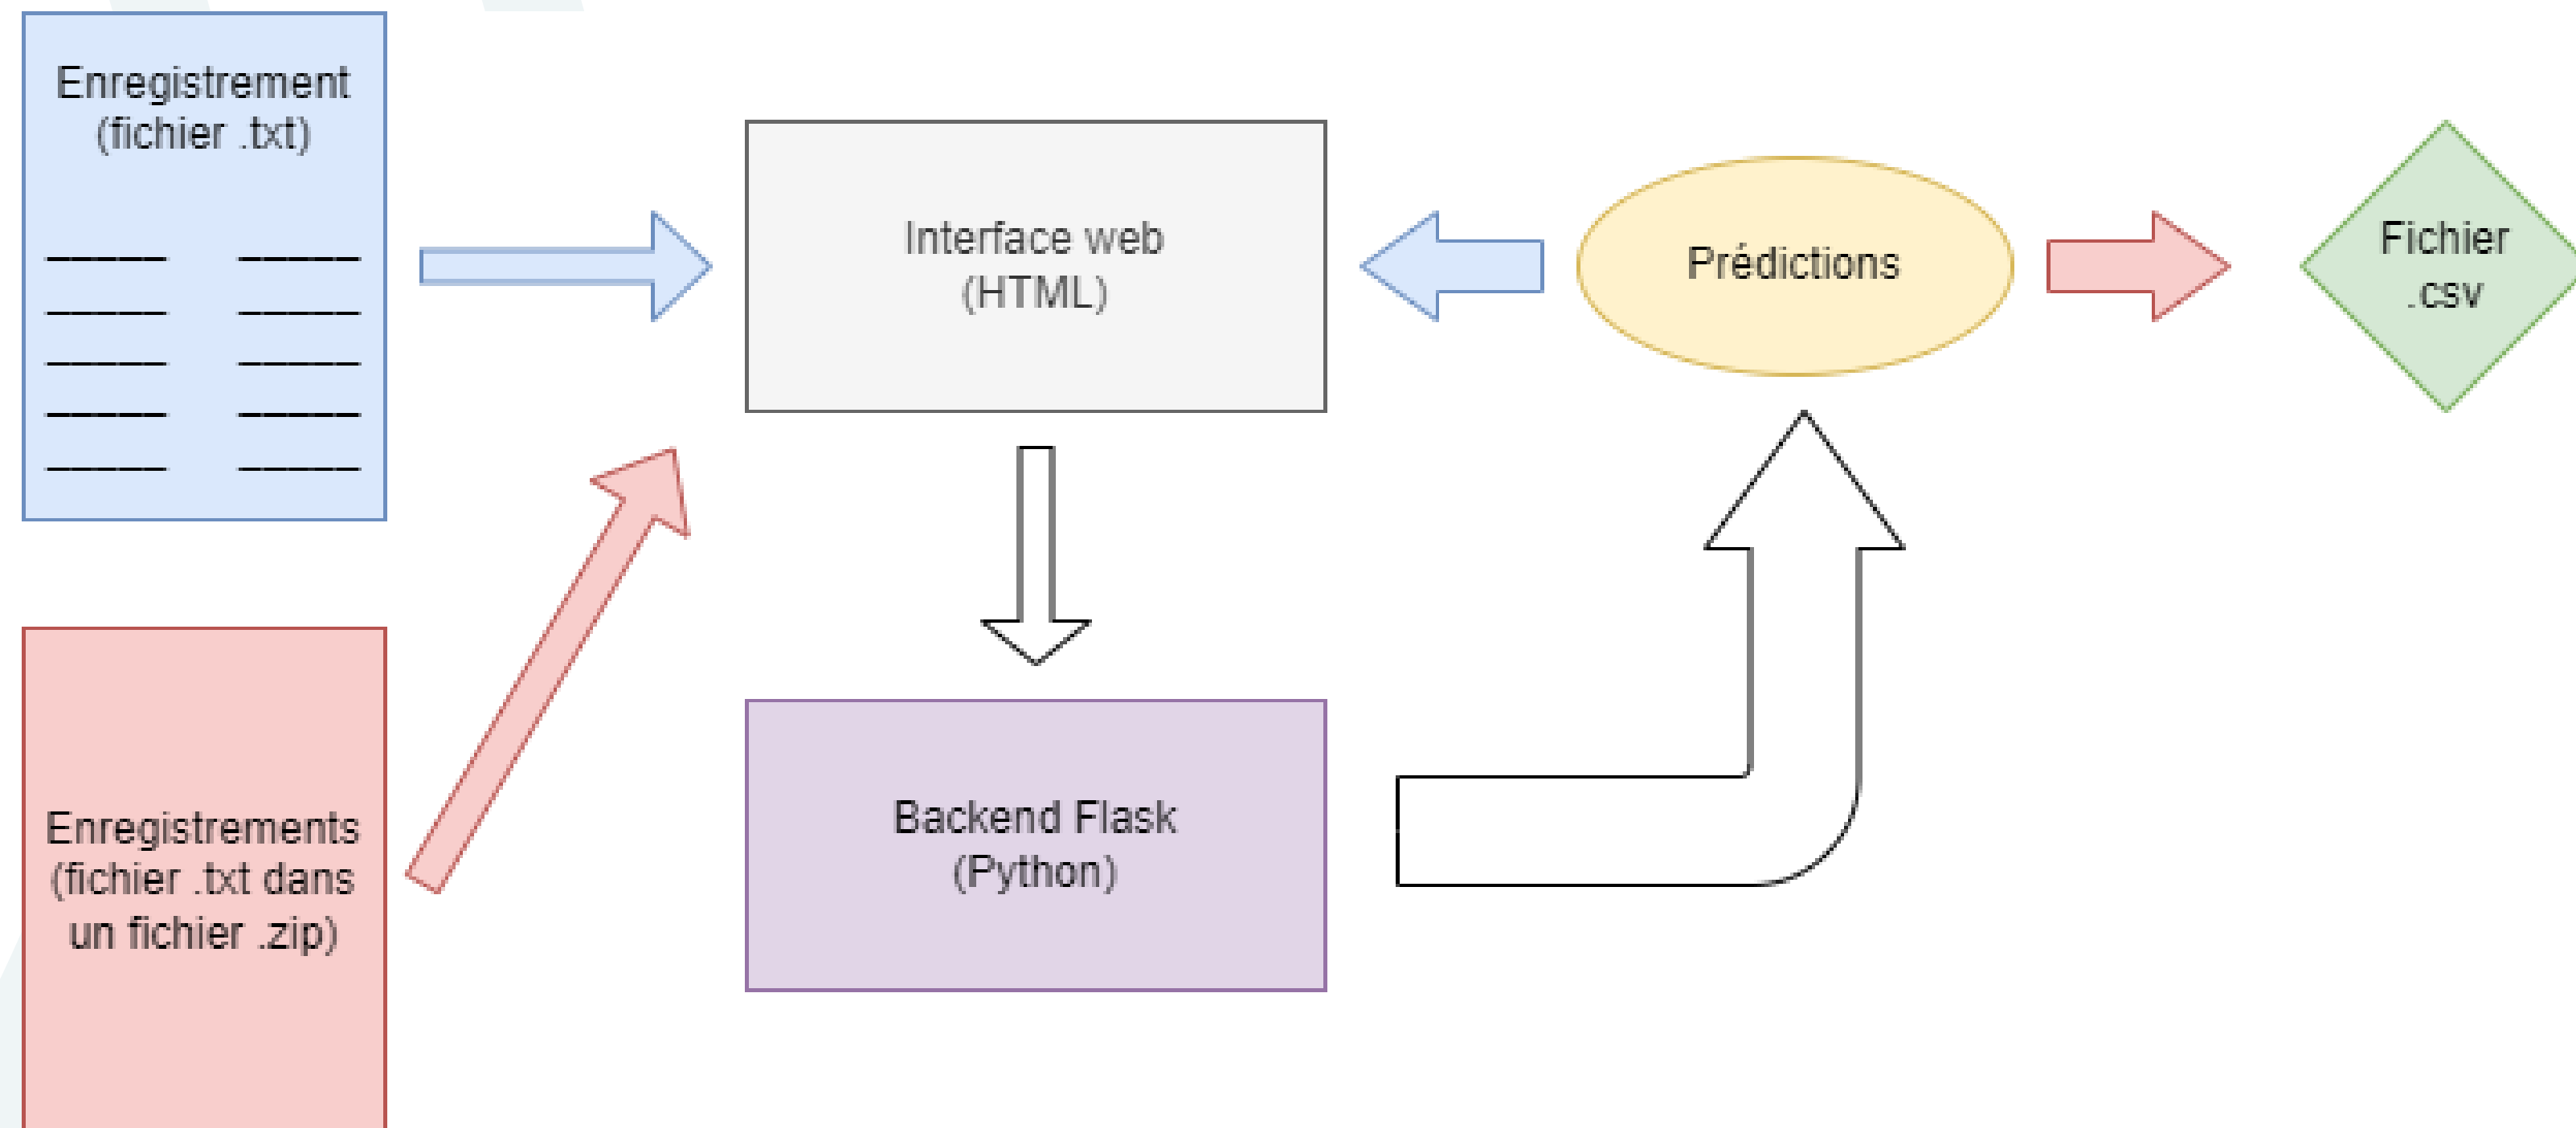 Enregistrement
(fichier .txt)
Interface web
(HTML)
Prédictions
Fichier
.csv
Enregistrements
(fichier .txt dans
un fichier .zip)
Backend Flask
(Python)